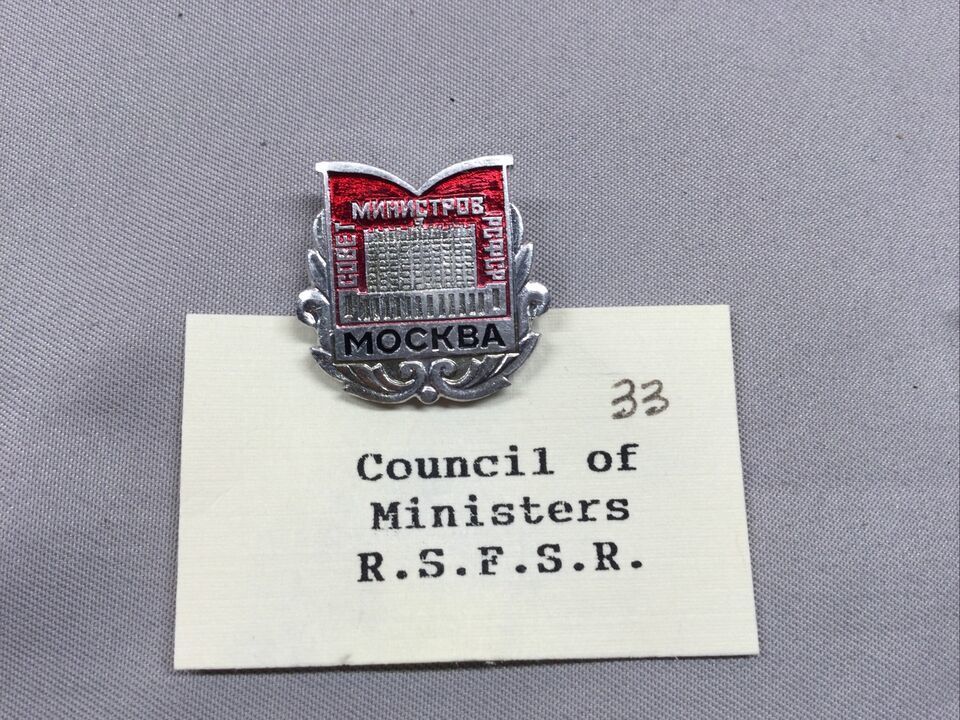 СОВЕТ
МИНИСТРОВ
РСФСР
МОСКВА
33
Council of
Ministers
R.S.F.S.R.